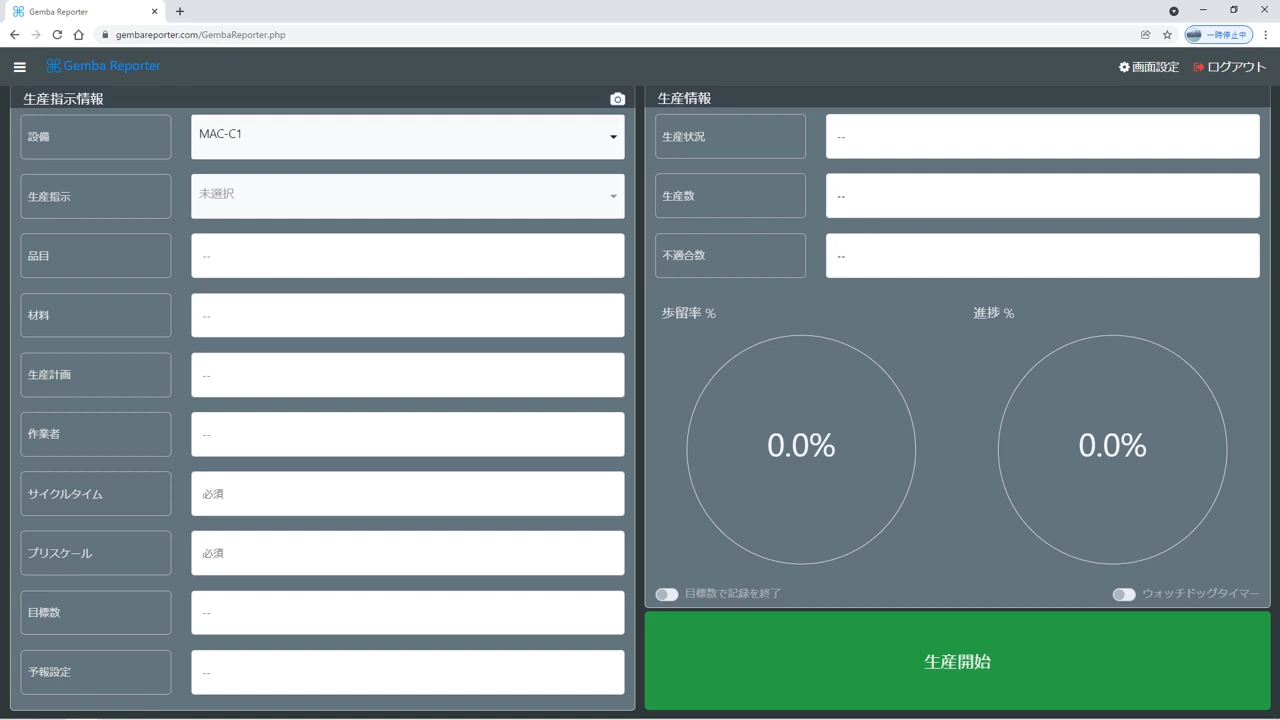 Gemba Reporter
gembareporter.com/GembaReporter.php
一時停止中
Gemba Reporter
画面設定
ログアウト
生産指示情報
設備
MAC-C1
生産指示
未選択
品目
--
材料
--
生産計画
--
作業者
--
サイクルタイム
必須
プリスケール
必須
目標数
--
予報設定
--
生産情報
生産状況
--
生産数
--
不適合数
--
歩留率 %
進捗 %
0.0%
0.0%
目標数で記録を終了
ウォッチドッグタイマー
生産開始